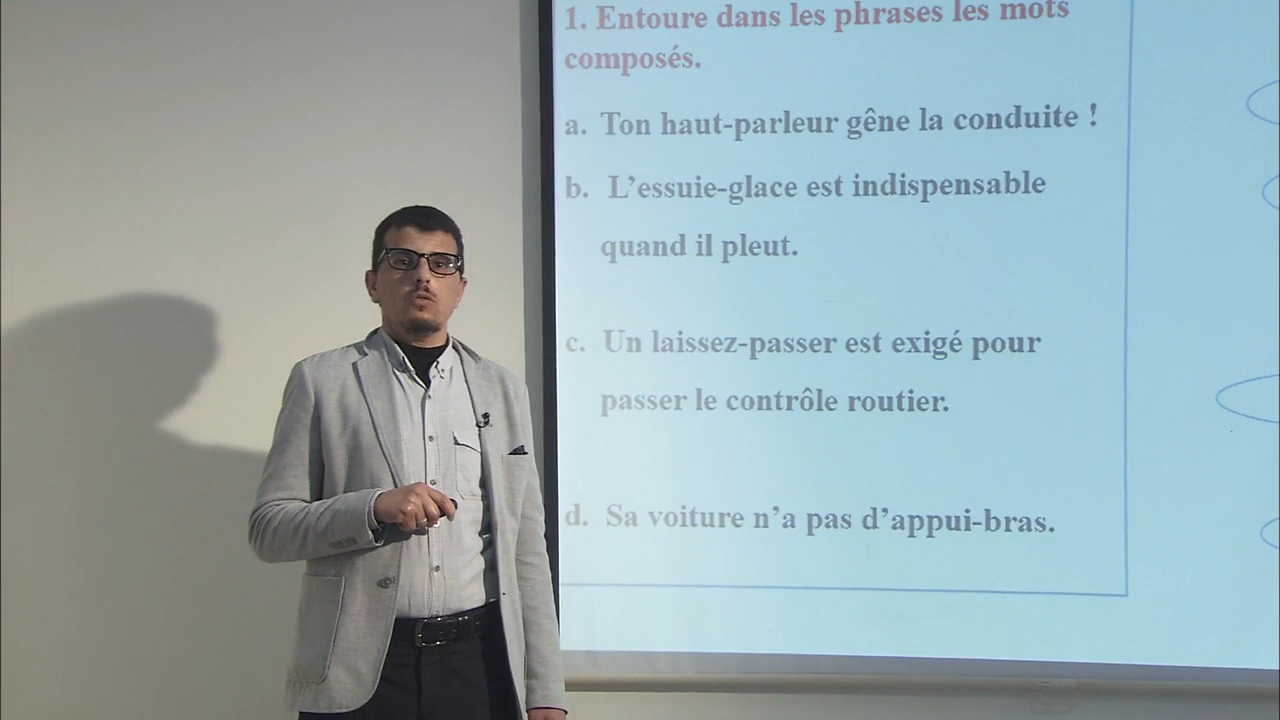 1. Entoure dans les phrases les mots
composés.
a. Ton haut-parleur gêne la conduite !
b. L’essuie-glace est indispensable
quand il pleut.
c. Un laissez-passer est exigé pour
passer le contrôle routier.
d. Sa voiture n’a pas d’appui-bras.